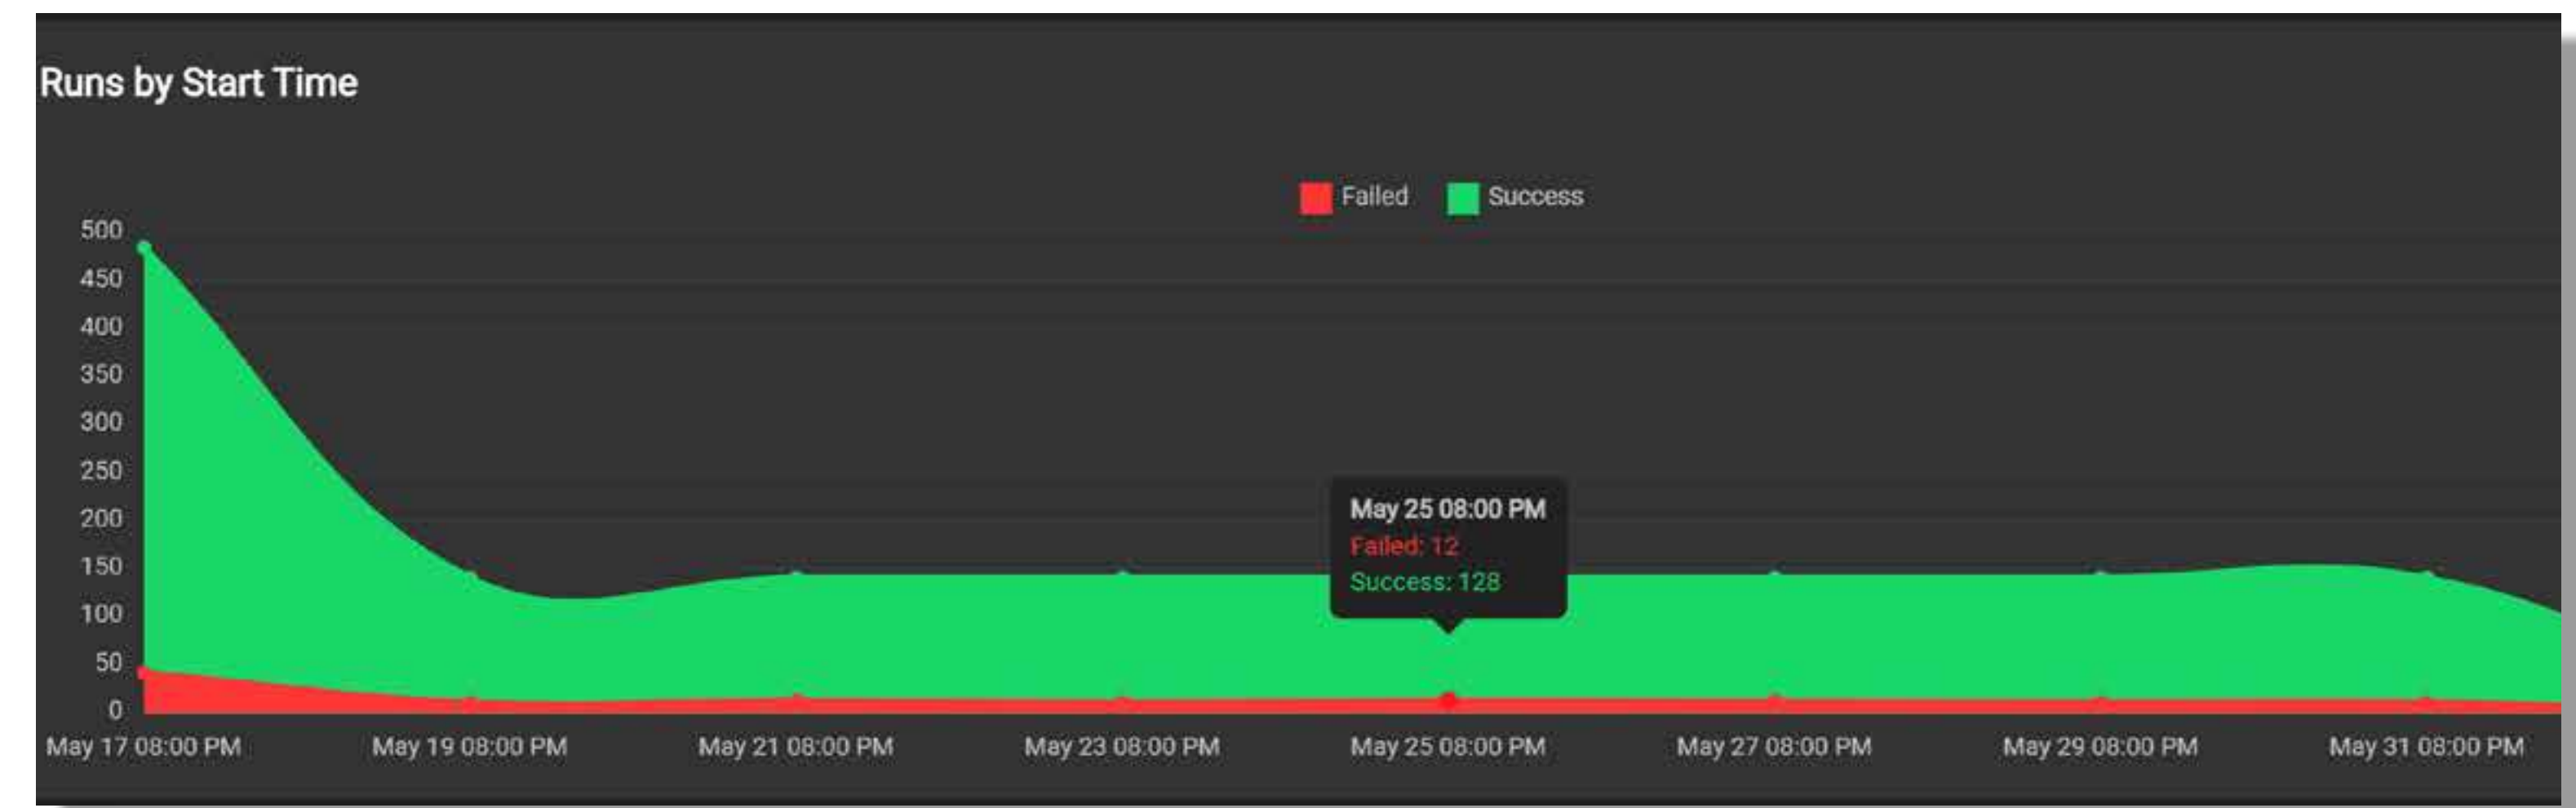 Runs by Start Time
Failed Success
500
450
400
350
300
250
200
150
100
50
0
May 25 08:00 PM
Failed: 12
Success: 128
May 17 08:00 PM May 19 08:00 PM May 21 08:00 PM May 23 08:00 PM May 25 08:00 PM May 27 08:00 PM May 29 08:00 PM May 31 08:00 PM